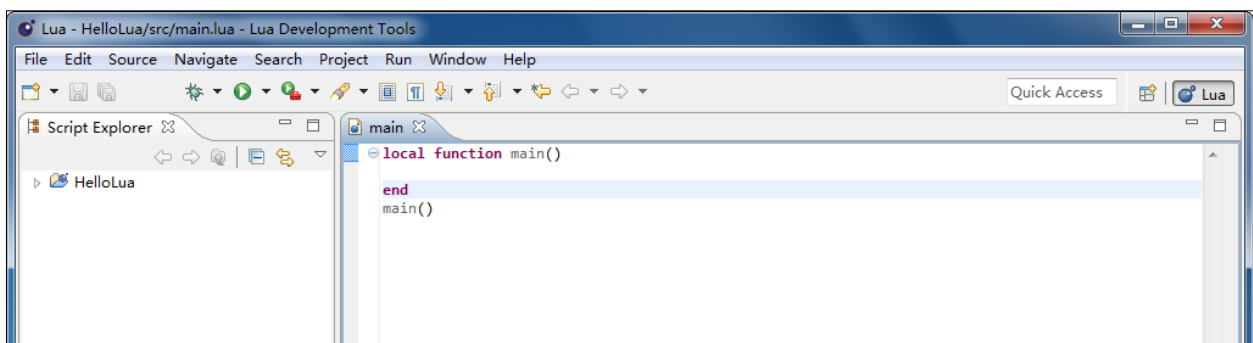 Lua - HelloLua/src/main.lua - Lua Development Tools
File Edit Source Navigate Search Project Run Window Help
Quick Access
Lua
Script Explorer
main
HelloLua
local function main()
end
main()